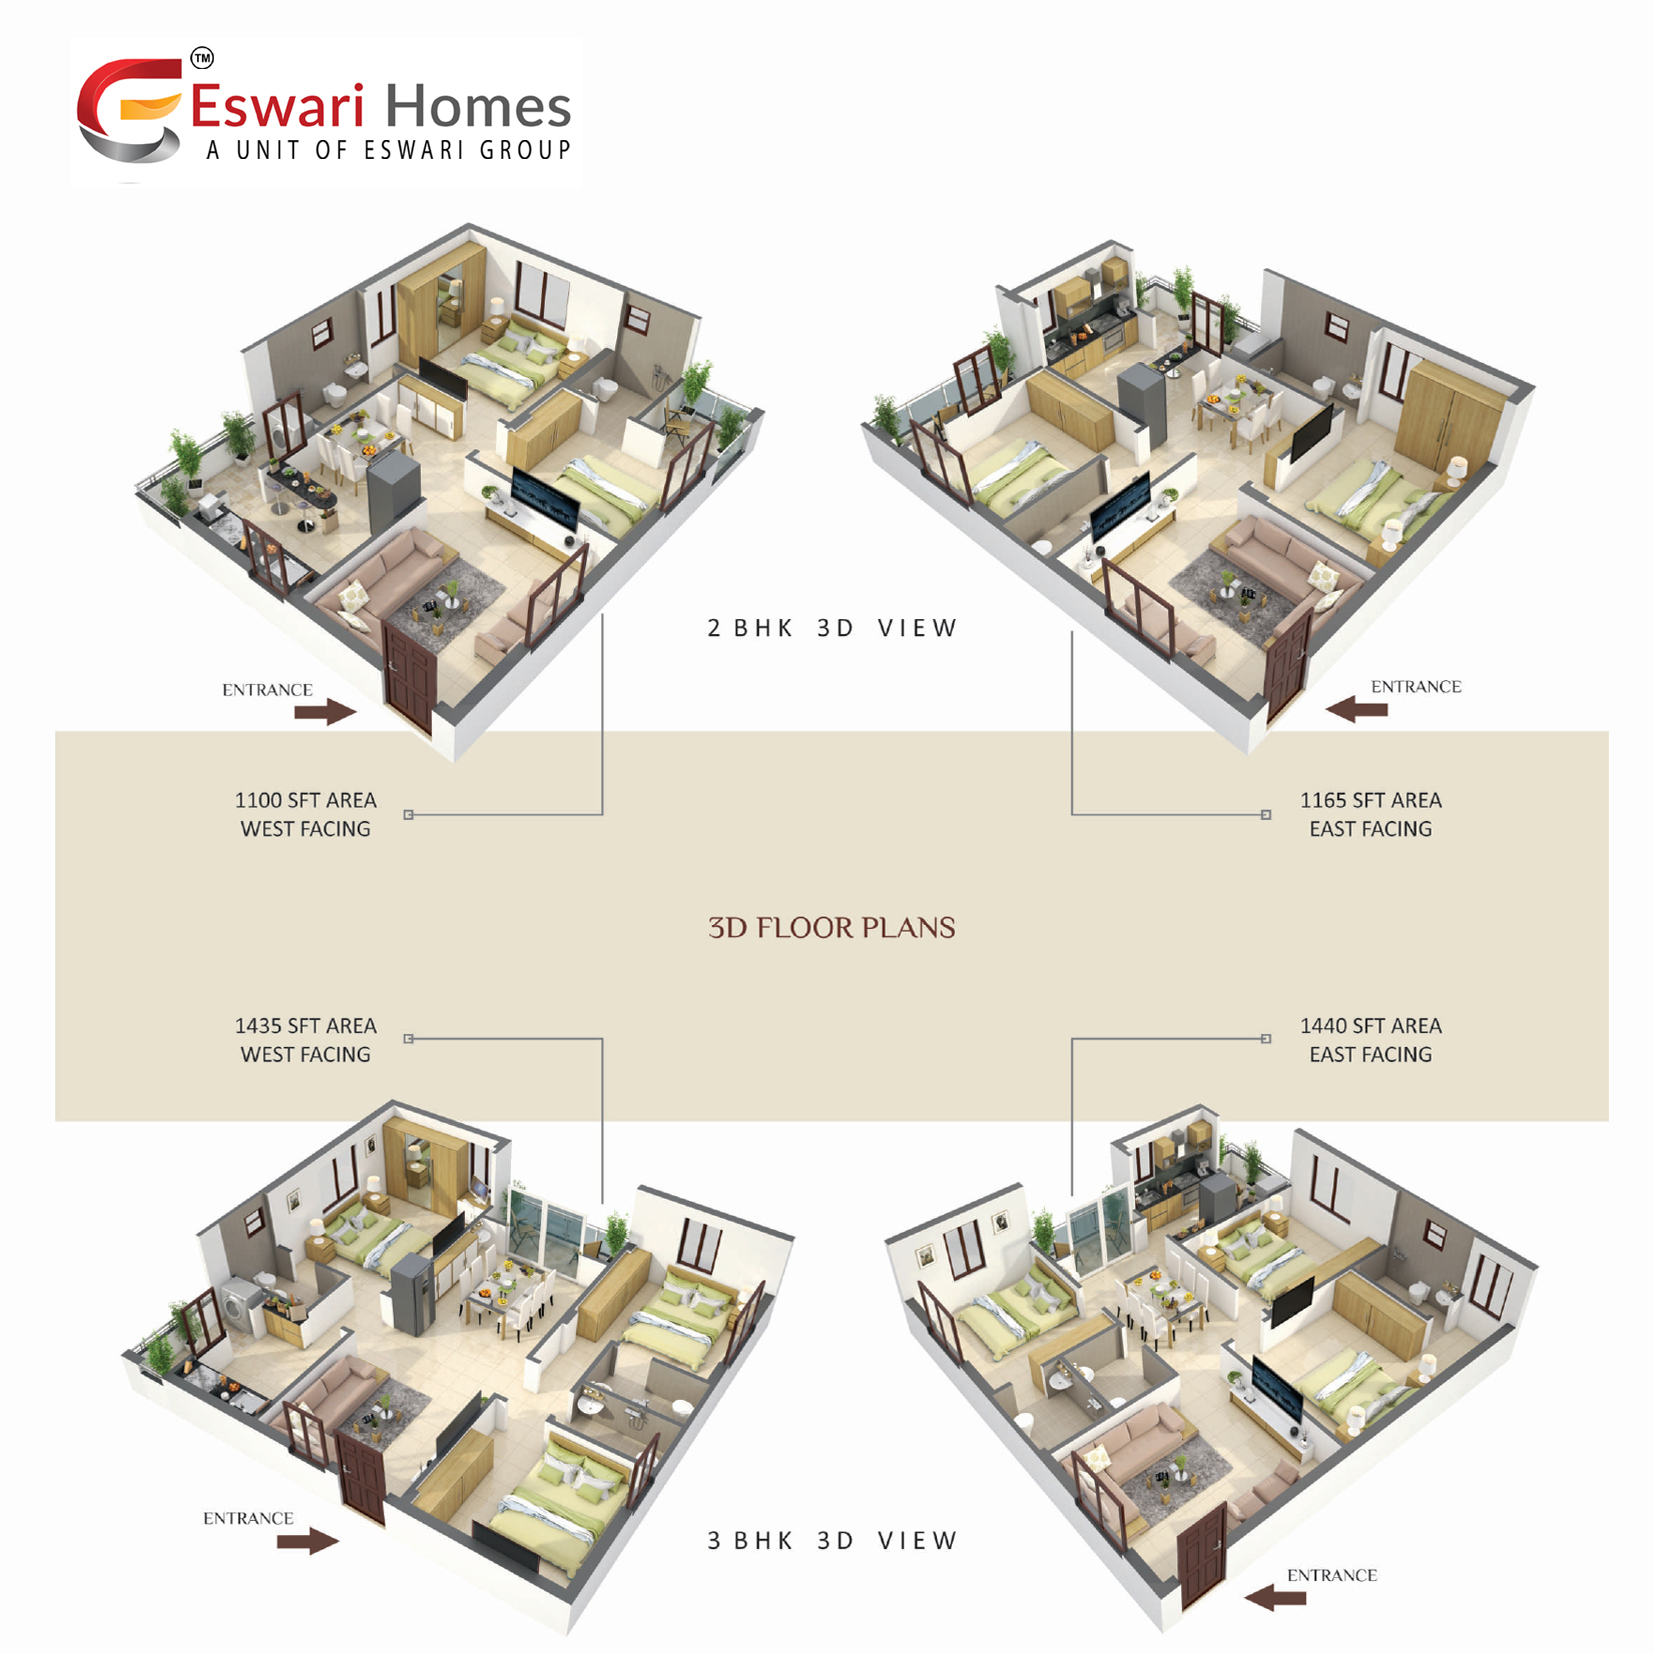 TM
Eswari Homes
A UNIT OF ESWARI GROUP
2 BHK 3D VIEW
ENTRANCE
ENTRANCE
1100 SFT AREA
WEST FACING
1165 SFT AREA
EAST FACING
3D FLOOR PLANS
1435 SFT AREA
WEST FACING
1440 SFT AREA
EAST FACING
ENTRANCE
3 BHK 3D VIEW
ENTRANCE